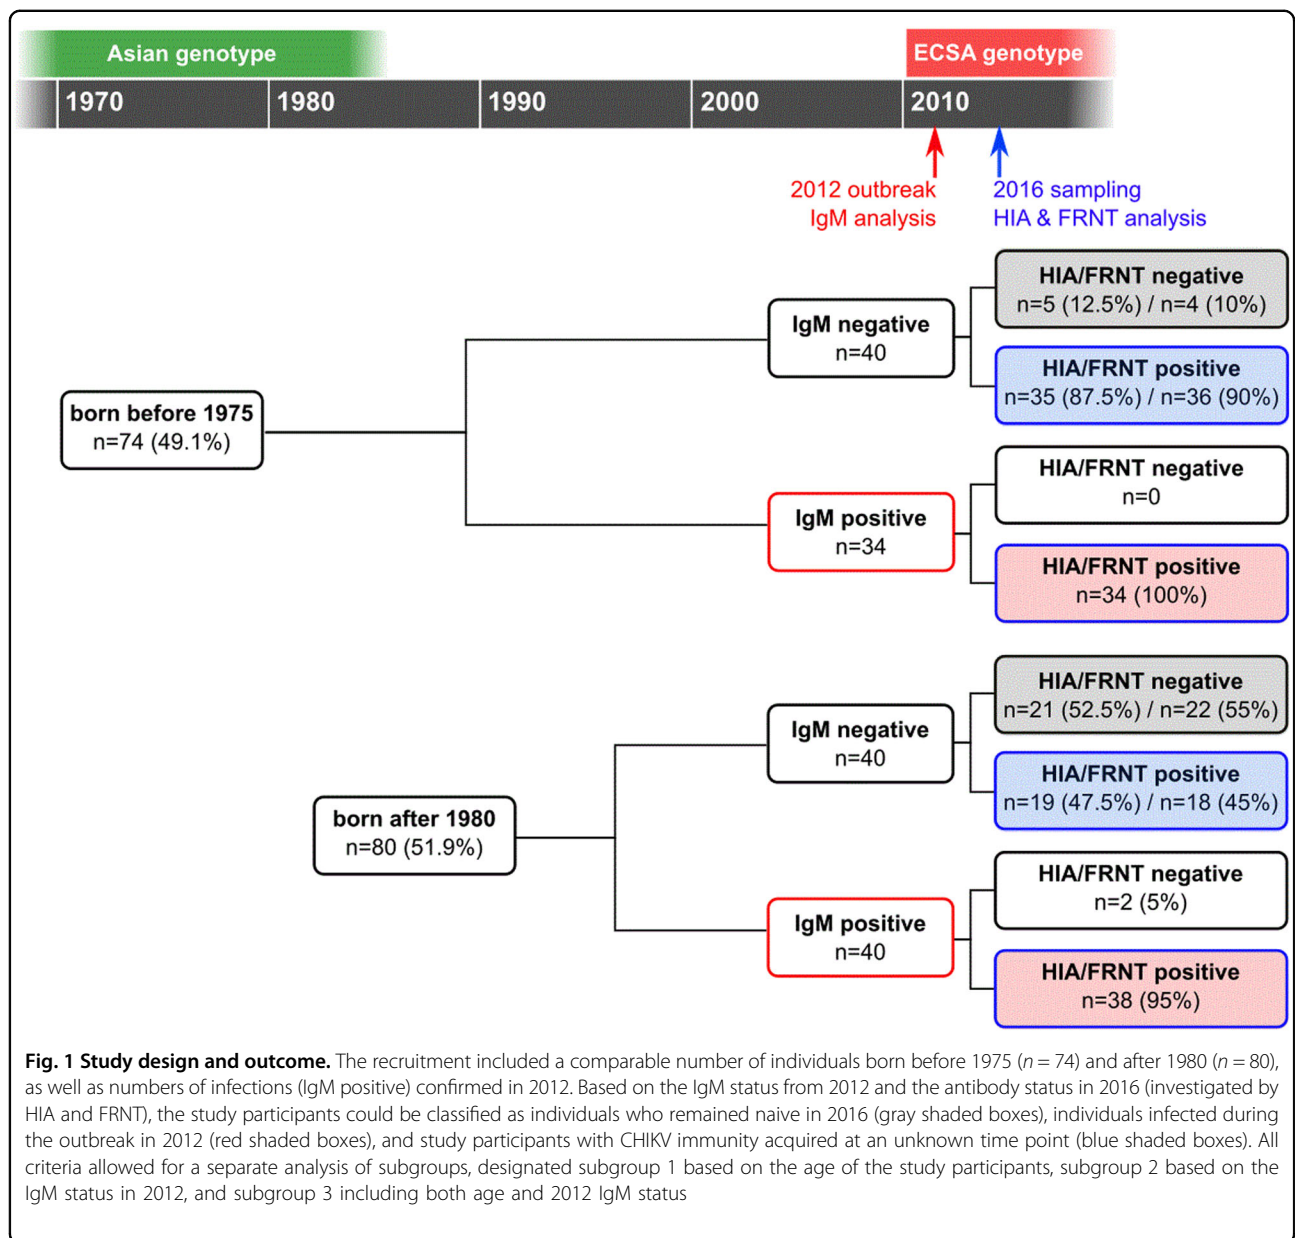 Asian genotype
ECSA genotype
1970
1980
1990
2000
2010
2012 outbreak
IgM analysis
2016 sampling
HIA & FRNT analysis
HIA/FRNT negative
n=5 (12.5%) / n=4 (10%)
IgM negative
n=40
HIA/FRNT positive
n=35 (87.5%) / n=36 (90%)
born before 1975
n=74 (49.1%)
HIA/FRNT negative
n=0
IgM positive
n=34
HIA/FRNT positive
n=34 (100%)
HIA/FRNT negative
n=21 (52.5%) / n=22 (55%)
IgM negative
n=40
HIA/FRNT positive
n=19 (47.5%) / n=18 (45%)
born after 1980
n=80 (51.9%)
HIA/FRNT negative
n=2 (5%)
IgM positive
n=40
HIA/FRNT positive
n=38 (95%)
Fig. 1 Study design and outcome. The recruitment included a comparable number of individuals born before 1975 (n = 74) and after 1980 (n = 80),
as well as numbers of infections (IgM positive) confirmed in 2012. Based on the IgM status from 2012 and the antibody status in 2016 (investigated by
HIA and FRNT), the study participants could be classified as individuals who remained naive in 2016 (gray shaded boxes), individuals infected during
the outbreak in 2012 (red shaded boxes), and study participants with CHIKV immunity acquired at an unknown time point (blue shaded boxes). All
criteria allowed for a separate analysis of subgroups, designated subgroup 1 based on the age of the study participants, subgroup 2 based on the
IgM status in 2012, and subgroup 3 including both age and 2012 IgM status